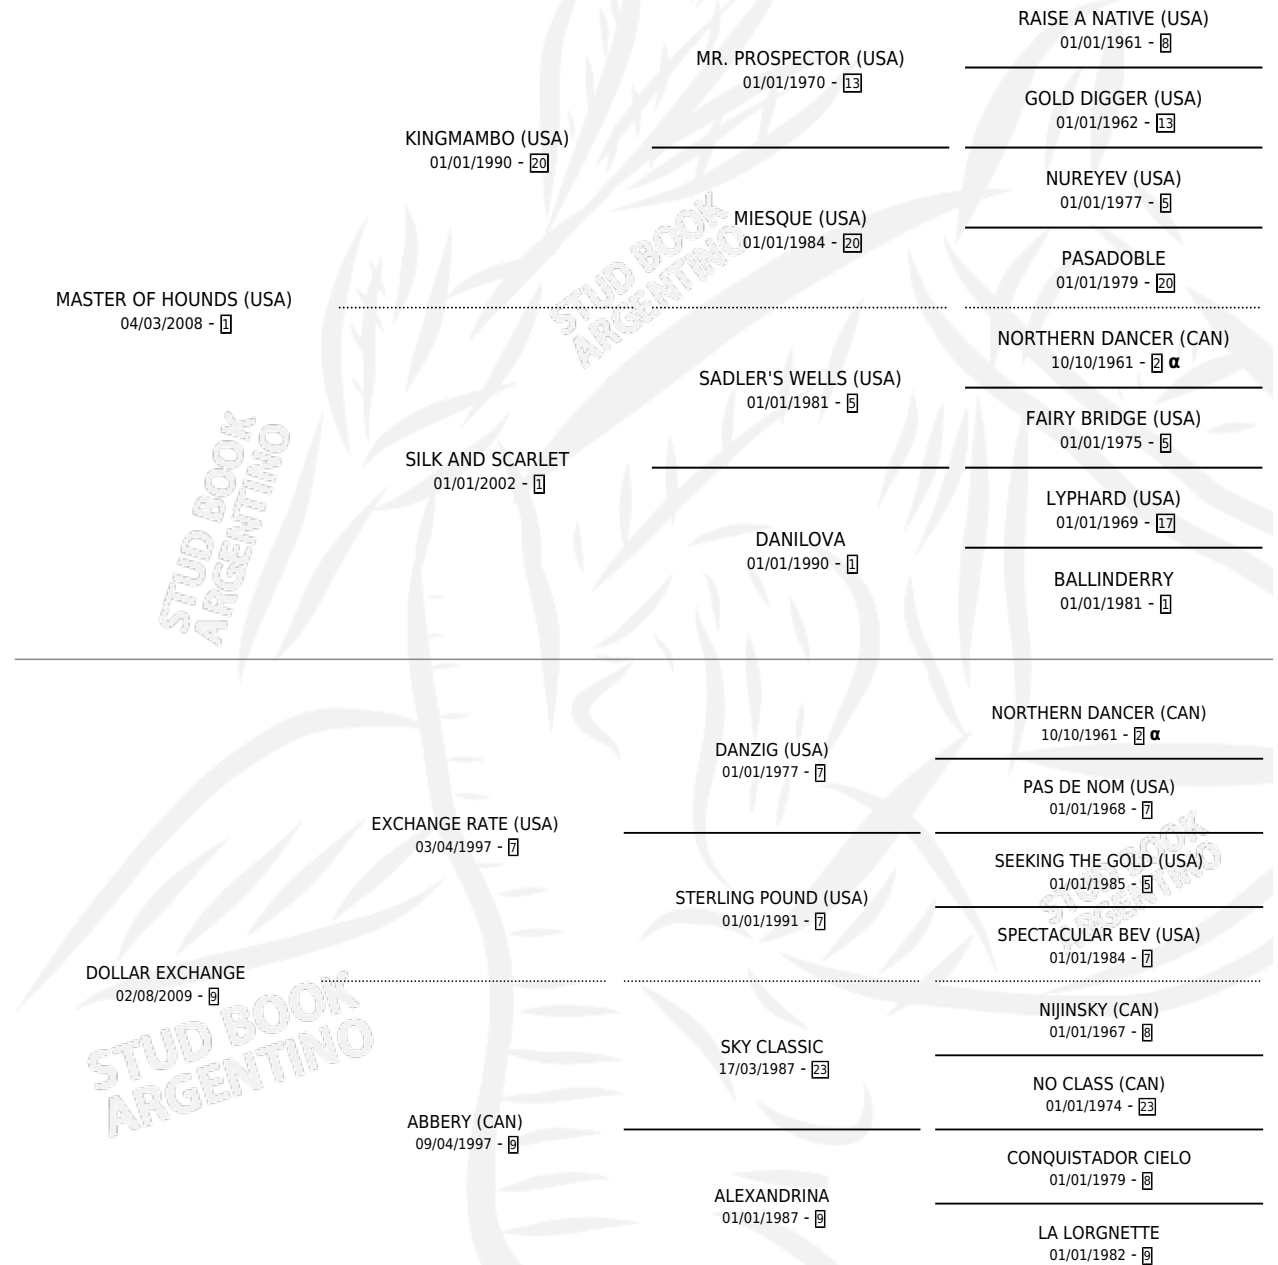 RAISE A NATIVE (USA)
01/01/1961 - 8
MR. PROSPECTOR (USA)
01/01/1970 - 13
GOLD DIGGER (USA)
01/01/1962 - 13
KINGMAMBO (USA)
01/01/1990 - 20
NUREYEV (USA)
01/01/1977 - 5
MIESQUE (USA)
01/01/1984 - 20
PASADOBLE
01/01/1979 - 20
MASTER OF HOUNDS (USA)
04/03/2008 - 1
NORTHERN DANCER (CAN)
10/10/1961 - 2 α
SADLER'S WELLS (USA)
01/01/1981 - 5
FAIRY BRIDGE (USA)
01/01/1975 - 5
SILK AND SCARLET
01/01/2002 - 1
LYPHARD (USA)
01/01/1969 - 17
DANILOVA
01/01/1990 - 1
BALLINDERRY
01/01/1981 - 1
STUD BOOK
ARGENTINO
STUD BOOK
ARGENTINO
NORTHERN DANCER (CAN)
10/10/1961 - 2 α
DANZIG (USA)
01/01/1977 - 7
PAS DE NOM (USA)
01/01/1968 - 7
EXCHANGE RATE (USA)
03/04/1997 - 7
SEEKING THE GOLD (USA)
01/01/1985 - 5
STERLING POUND (USA)
01/01/1991 - 7
SPECTACULAR BEV (USA)
01/01/1984 - 7
DOLLAR EXCHANGE
02/08/2009 - 9
NIJINSKY (CAN)
01/01/1967 - 8
SKY CLASSIC
17/03/1987 - 23
NO CLASS (CAN)
01/01/1974 - 23
ABBERY (CAN)
09/04/1997 - 9
CONQUISTADOR CIELO
01/01/1979 - 8
ALEXANDRINA
01/01/1987 - 9
LA LORGNETTE
01/01/1982 - 9
STUD BOOK
ARGENTINO
STUD BOOK
ARGENTINO